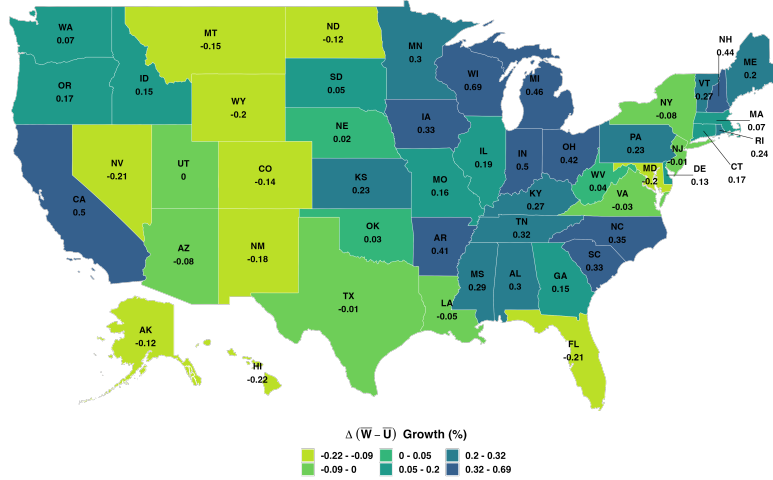 WA
0.07
MT
-0.15
ND
-0.12
MN
0.3
NH
0.44
ME
0.2
VT
0.27
OR
0.17
ID
0.15
SD
0.05
WI
0.69
MI
0.46
WY
-0.2
NY
-0.08
MA
0.07
RI
0.24
CT
0.17
NE
0.02
IA
0.33
PA
0.23
NJ
-0.01
DE
0.13
NV
-0.21
UT
0
CO
-0.14
IL
0.19
IN
0.5
OH
0.42
MD
-0.2
WV
0.04
VA
-0.03
CA
0.5
KS
0.23
MO
0.16
KY
0.27
AZ
-0.08
NM
-0.18
OK
0.03
AR
0.41
TN
0.32
NC
0.35
SC
0.33
MS
0.29
AL
0.3
GA
0.15
TX
-0.01
LA
-0.05
AK
-0.12
HI
-0.22
FL
-0.21
Δ (W̅ − U̅) Growth (%)
-0.22 - -0.09
0 - 0.05
0.2 - 0.32
-0.09 - 0
0.05 - 0.2
0.32 - 0.69